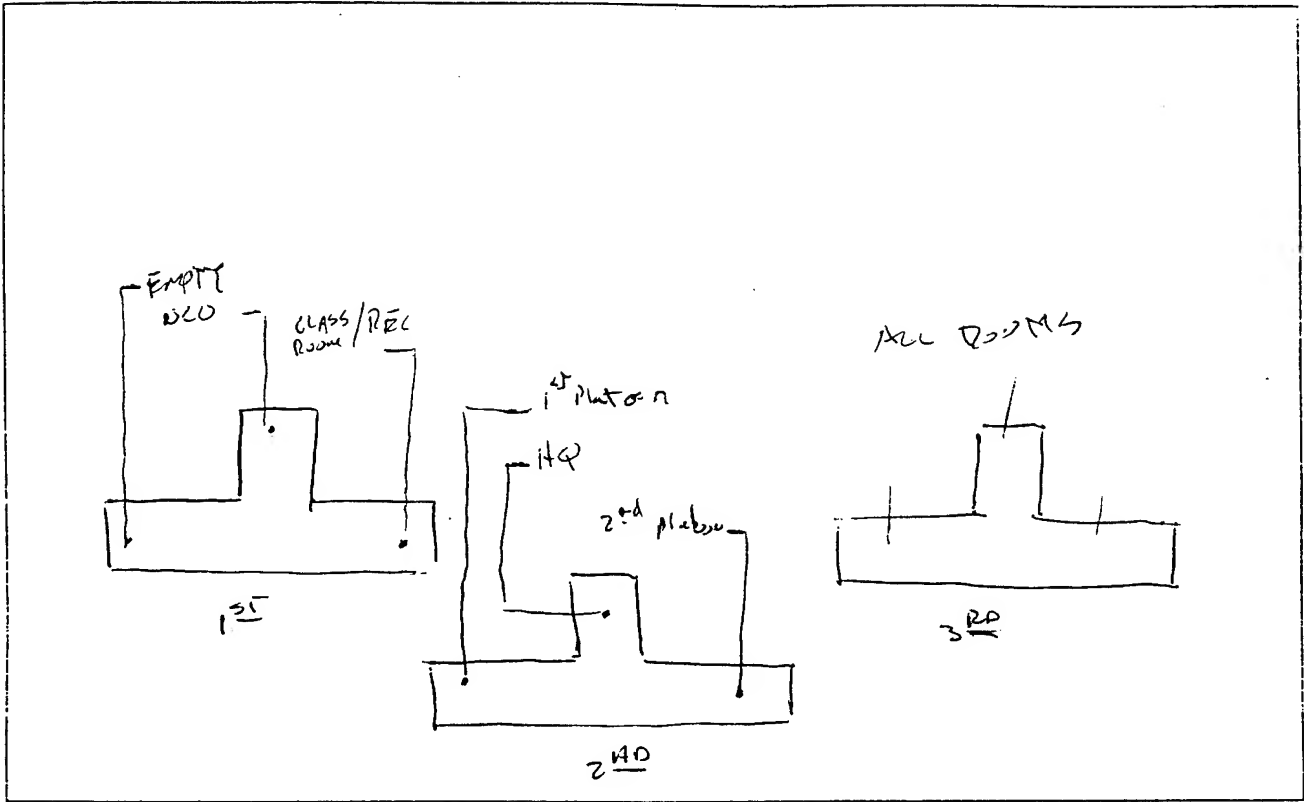 EMPTY
NCO
CLASS/REC
ROOM
1ST
1st Platoon
HQ
2nd platoon
2ND
ALL ROOMS
3RD